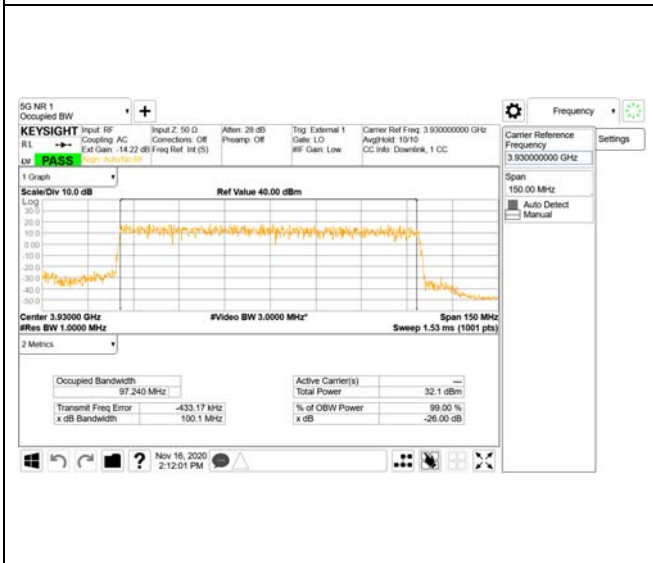 5G NR 1
Occupied BW
+
Frequency
KEYSIGHT
RL
PASS
Input: RF
Coupling: AC
Ext Gain: -14.22 dB
Align: Auto/No RF
Input Z: 50 Ω
Corrections: Off
Freq Ref: Int (S)
Atten: 28 dB
Preamp: Off
Trig: External 1
Gate: LO
#IF Gain: Low
Carrier Ref Freq: 3.930000000 GHz
Avg|Hold: 10/10
CC Info: Downlink, 1 CC
Carrier Reference
Frequency
3.930000000 GHz
Settings
Span
150.00 MHz
Auto Detect
Manual
1 Graph
Scale/Div 10.0 dB
Ref Value 40.00 dBm
Log
30.0
20.0
10.0
0.00
-10.0
-20.0
-30.0
-40.0
-50.0
Center 3.93000 GHz
#Video BW 3.0000 MHz*
Span 150 MHz
#Res BW 1.0000 MHz
Sweep 1.53 ms (1001 pts)
2 Metrics
Occupied Bandwidth
97.240 MHz
Active Carrier(s)
---
Total Power
32.1 dBm
Transmit Freq Error
-433.17 kHz
% of OBW Power
99.00 %
x dB Bandwidth
100.1 MHz
x dB
-26.00 dB
?
Nov 16, 2020
2:12:01 PM